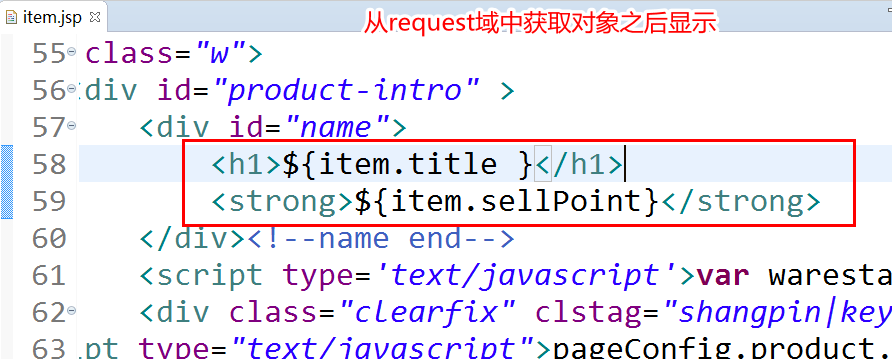 item.jsp
从request域中获取对象之后显示
55 class="w">
56 div id="product-intro" >
57 <div id="name">
58 <h1>${item.title }</h1>
59 <strong>${item.sellPoint}</strong>
60 </div><!--name end-->
61 <script type='text/javascript'>var waresta
62 <div class="clearfix" clstag="shangpin|key
63 pt type="text/javascript">pageConfig.product.